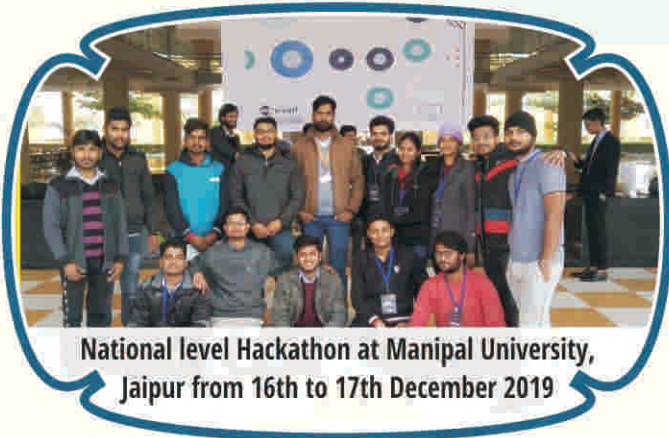 National level Hackathon at Manipal University,
Jaipur from 16th to 17th December 2019